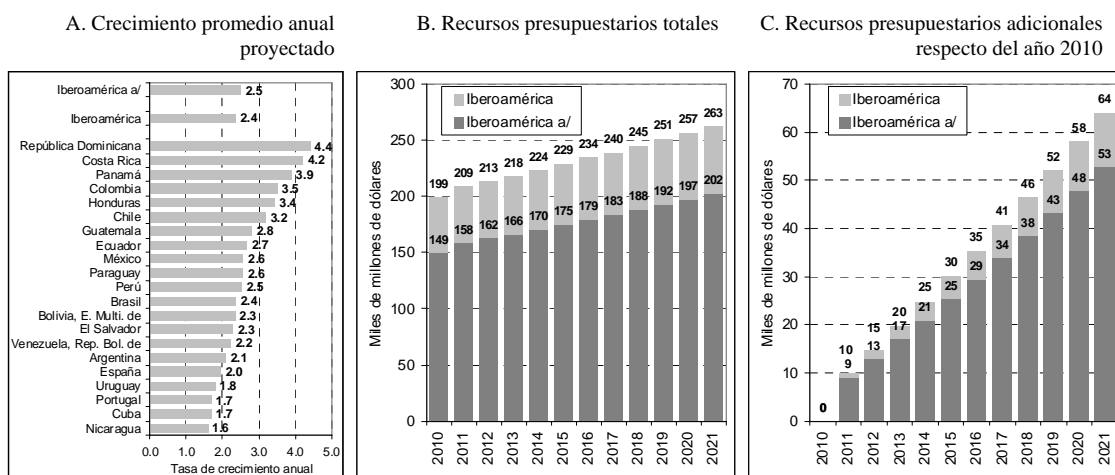 A. Crecimiento promedio anual
proyectado
Iberoamérica a/ 2.5
Iberoamérica 2.4
República Dominicana 4.4
Costa Rica 4.2
Panamá 3.9
Colombia 3.5
Honduras 3.4
Chile 3.2
Guatemala 2.8
Ecuador 2.7
México 2.6
Paraguay 2.6
Perú 2.5
Brasil 2.4
Bolivia, E. Multi. de 2.3
El Salvador 2.3
Venezuela, Rep. Bol. de 2.2
Argentina 2.1
España 2.0
Uruguay 1.8
Portugal 1.7
Cuba 1.7
Nicaragua 1.6
0.0 1.0 2.0 3.0 4.0 5.0
Tasa de crecimiento anual
B. Recursos presupuestarios totales
Miles de millones de dólares
300
250
200
150
100
50
0
Iberoamérica
Iberoamérica a/
199 209 213 218 224 229 234 240 245 251 257 263
149 158 162 166 170 175 179 183 188 192 197 202
2010 2011 2012 2013 2014 2015 2016 2017 2018 2019 2020 2021
C. Recursos presupuestarios adicionales
respecto del año 2010
Miles de millones de dólares
70
60
50
40
30
20
10
0
Iberoamérica
Iberoamérica a/
0 10 15 20 25 30 35 41 46 52 58 64
9 13 17 21 25 29 34 38 43 48 53
2010 2011 2012 2013 2014 2015 2016 2017 2018 2019 2020 2021